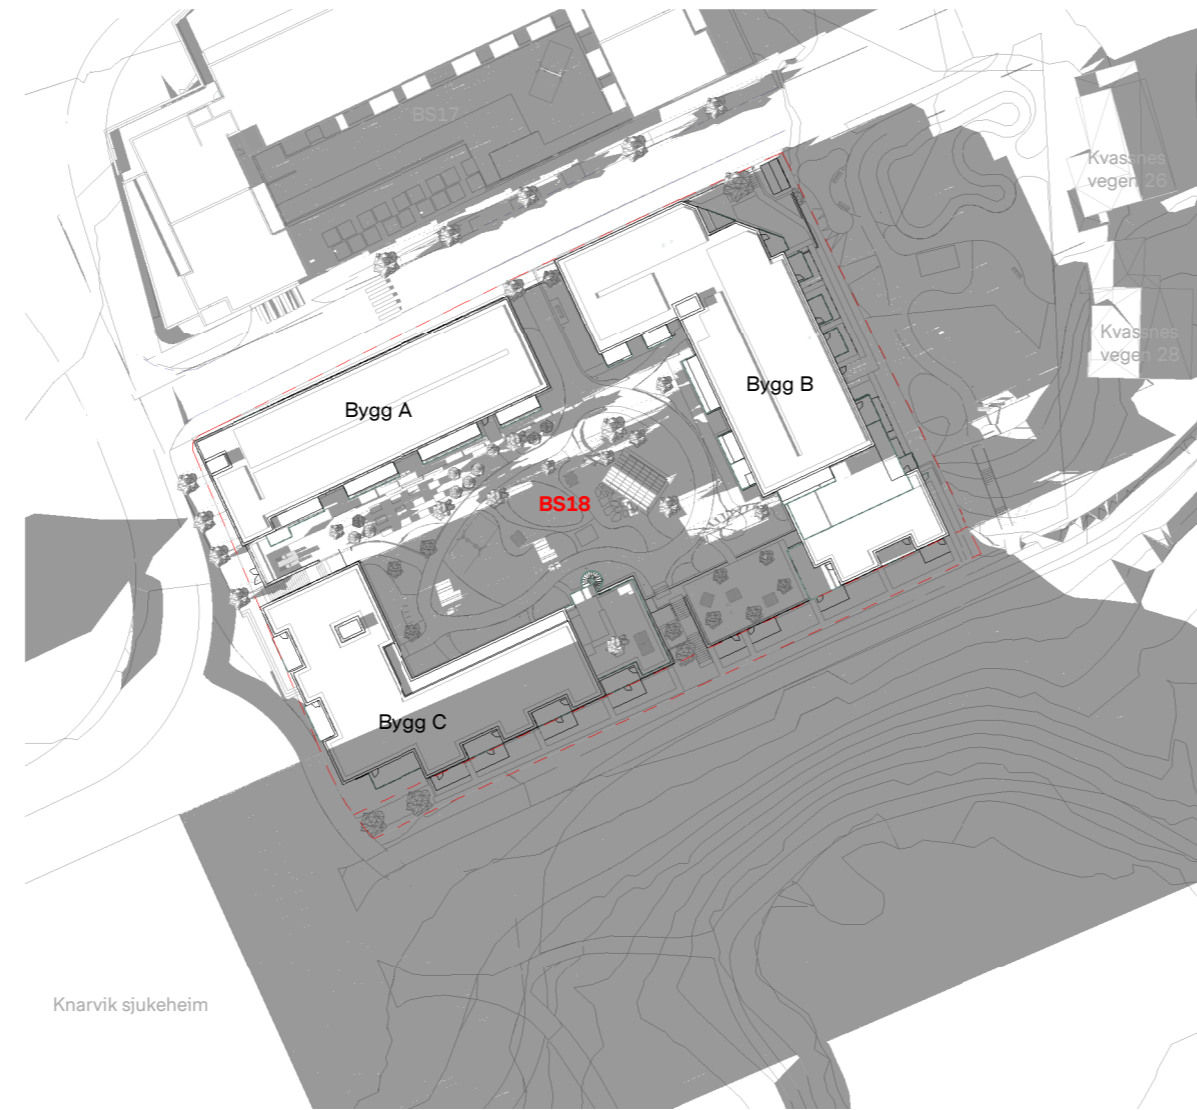 BS17
Kvassnes
vegen 26
Kvassnes
vegen 28
Bygg B
Bygg A
BS18
Bygg C
Knarvik sjukeheim